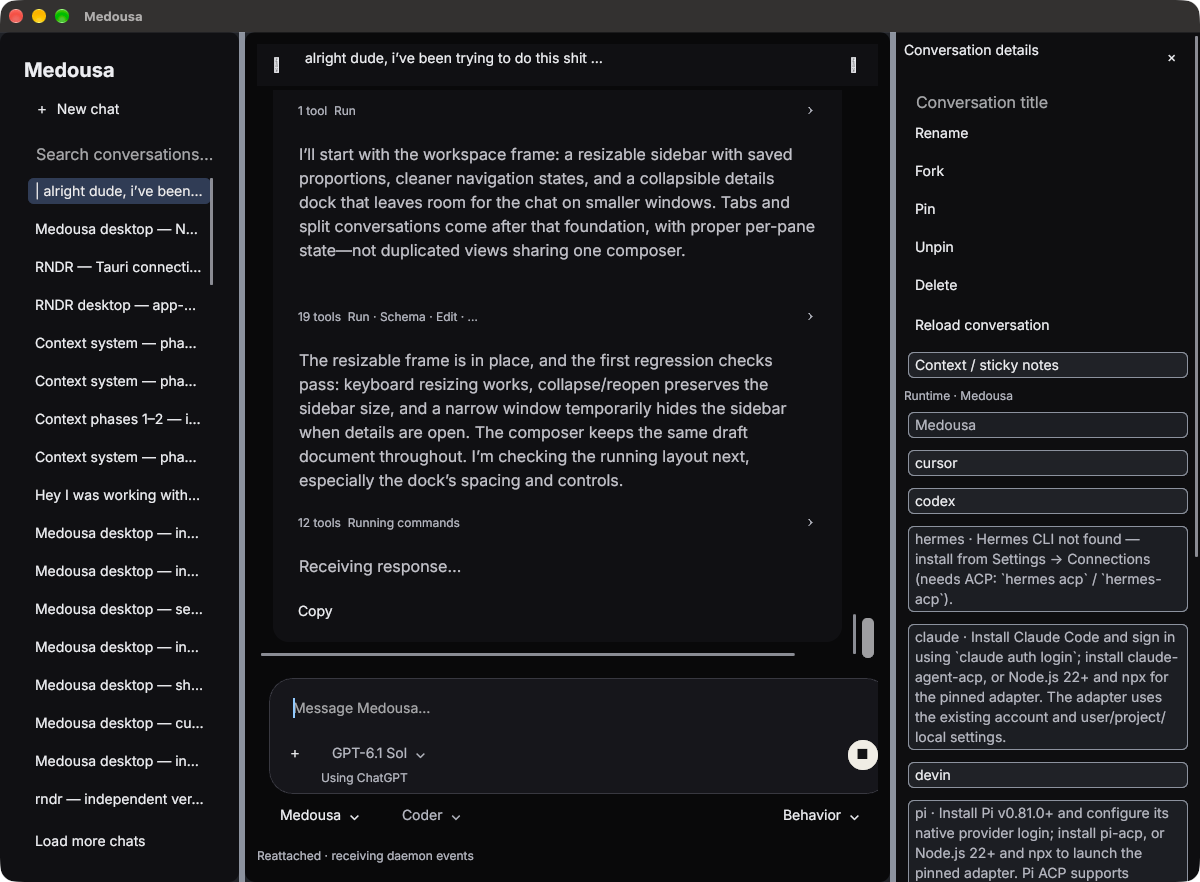 Medousa
Medousa
+ New chat
Search conversations...
alright dude, i’ve been...
Medousa desktop — N...
RNDR — Tauri connecti...
RNDR desktop — app-...
Context system — pha...
Context system — pha...
Context phases 1–2 — i...
Context system — pha...
Hey I was working with...
Medousa desktop — in...
Medousa desktop — in...
Medousa desktop — se...
Medousa desktop — in...
Medousa desktop — sh...
Medousa desktop — cu...
Medousa desktop — in...
rndr — independent ver...
Load more chats
alright dude, i’ve been trying to do this shit ...
1 tool Run
I’ll start with the workspace frame: a resizable sidebar with saved
proportions, cleaner navigation states, and a collapsible details
dock that leaves room for the chat on smaller windows. Tabs and
split conversations come after that foundation, with proper per-pane
state—not duplicated views sharing one composer.
19 tools Run · Schema · Edit · ...
The resizable frame is in place, and the first regression checks
pass: keyboard resizing works, collapse/reopen preserves the
sidebar size, and a narrow window temporarily hides the sidebar
when details are open. The composer keeps the same draft
document throughout. I’m checking the running layout next,
especially the dock’s spacing and controls.
12 tools Running commands
Receiving response...
Copy
Message Medousa...
+ GPT-6.1 Sol
Using ChatGPT
Medousa Coder Behavior
Reattached · receiving daemon events
Conversation details
×
Conversation title
Rename
Fork
Pin
Unpin
Delete
Reload conversation
Context / sticky notes
Runtime · Medousa
Medousa
cursor
codex
hermes · Hermes CLI not found —
install from Settings → Connections
(needs ACP: `hermes acp` / `hermes-
acp`).
claude · Install Claude Code and sign in
using `claude auth login`; install claude-
agent-acp, or Node.js 22+ and npx for
the pinned adapter. The adapter uses
the existing account and user/project/
local settings.
devin
pi · Install Pi v0.81.0+ and configure its
native provider login; install pi-acp, or
Node.js 22+ and npx to launch the
pinned adapter. Pi ACP supports